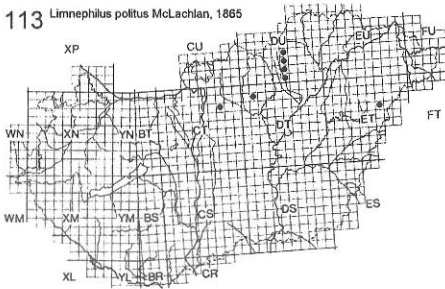 113 Limnephilus politus McLachlan, 1865
XP CU DU EU FU
WN XN YN BT CT DT ET FT
WM XM YM BS CS DS ES
XL YL BR CR